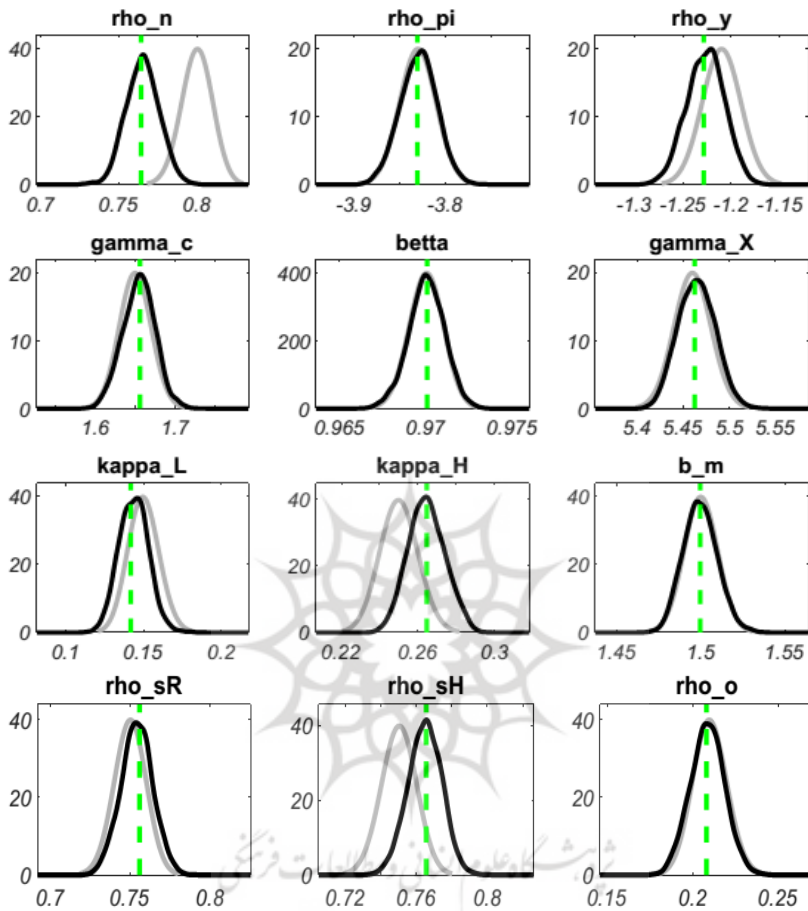 rho_n rho_pi rho_y
40 20 0 0.7 0.75 0.8
20 10 0 -3.9 -3.8
20 10 0 -1.3 -1.25 -1.2 -1.15
gamma_c betta gamma_X
20 10 0 1.6 1.7
400 200 0 0.965 0.97 0.975
20 10 0 5.4 5.45 5.5 5.55
kappa_L kappa_H b_m
40 20 0 0.1 0.15 0.2
40 20 0 0.22 0.26 0.3
40 20 0 1.45 1.5 1.55
rho_sR rho_sH rho_o
40 20 0 0.7 0.75 0.8
40 20 0 0.72 0.76 0.8
40 20 0 0.15 0.2 0.25
پژوهشگاه علوم انسانی و مطالعات فرهنگی